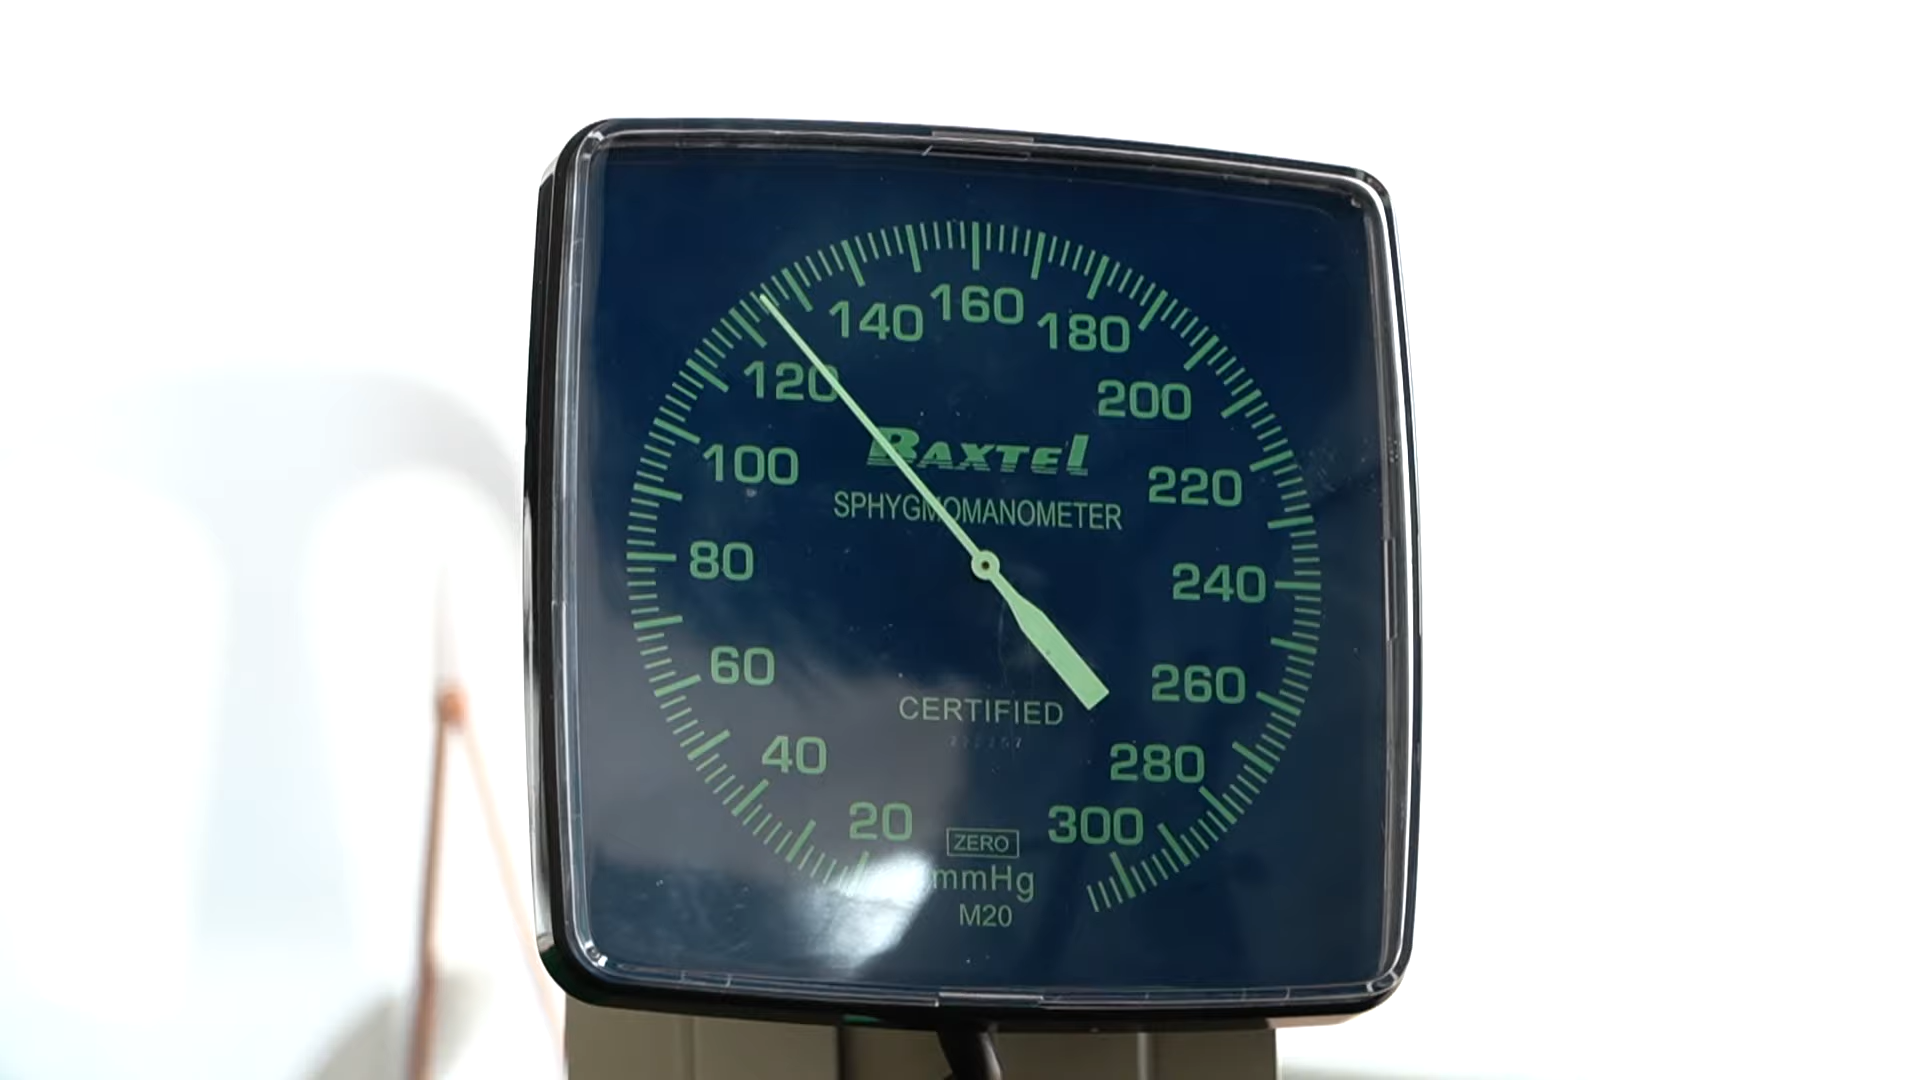 140 160 180
120 200
BAXTEL
100 220
SPHYGMOMANOMETER
80 240
60 260
CERTIFIED
40 280
20 300
ZERO
mmHg
M20